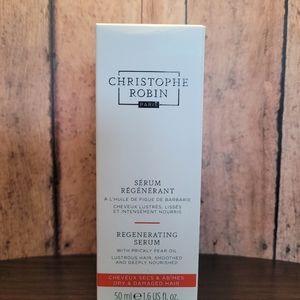 CHRISTOPHE
ROBIN
PARIS
SÉRUM
RÉGÉNÉRANT
À L'HUILE DE FIGUE DE BARBARIE
CHEVEUX LUSTRÉS, LISSÉS
ET INTENSÉMENT NOURRIS
REGENERATING
SERUM
WITH PRICKLY PEAR OIL
LUSTROUS HAIR, SMOOTHED
AND DEEPLY NOURISHED
CHEVEUX SECS & ABÎMÉS
DRY & DAMAGED HAIR
50 ml ℮ 1.6 US fl. oz